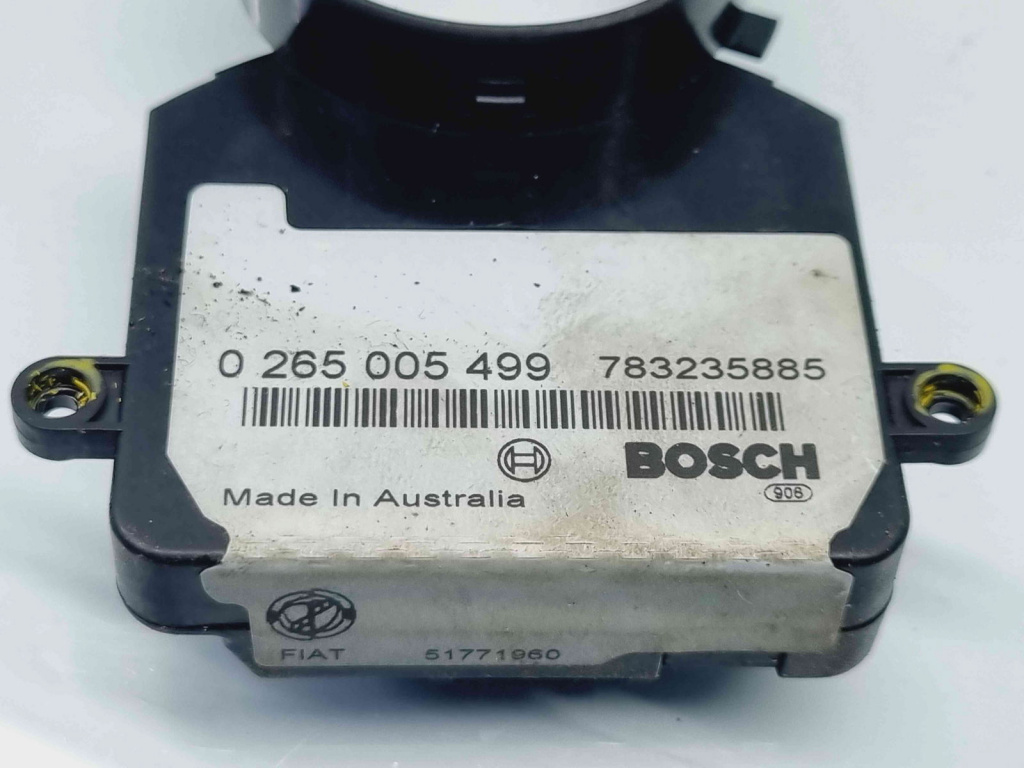 0 265 005 499 783235885
BOSCH
906
Made In Australia
FIAT 51771960